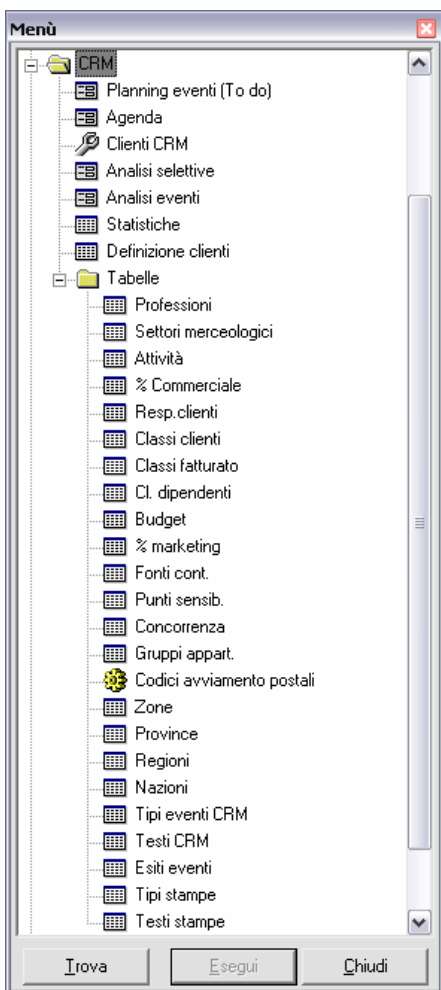 Menù
CRM
Planning eventi (To do)
Agenda
Clienti CRM
Analisi selettive
Analisi eventi
Statistiche
Definizione clienti
Tabelle
Professioni
Settori merceologici
Attività
% Commerciale
Resp.clienti
Classi clienti
Classi fatturato
Cl. dipendenti
Budget
% marketing
Fonti cont.
Punti sensib.
Concorrenza
Gruppi appart.
Codici avviamento postali
Zone
Province
Regioni
Nazioni
Tipi eventi CRM
Testi CRM
Esiti eventi
Tipi stampe
Testi stampe
Trova Esegui Chiudi